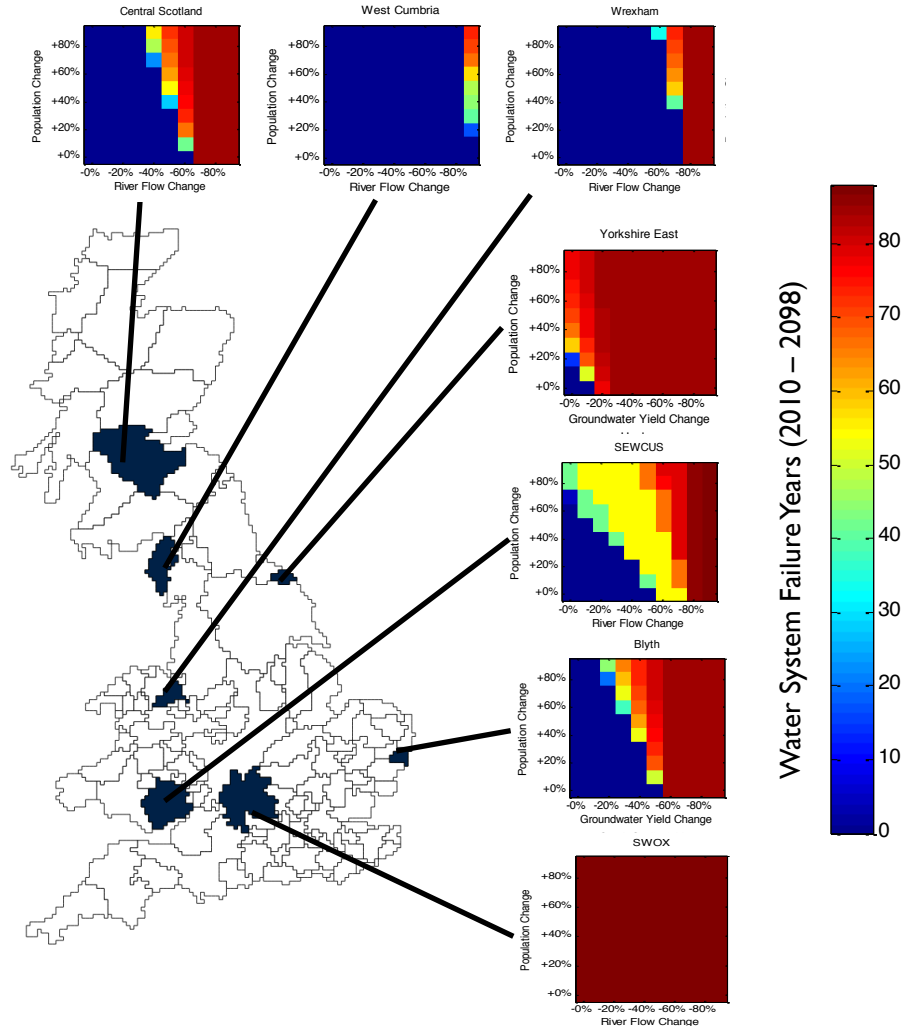 Central Scotland
West Cumbria
Wrexham
Population Change
+80%
+60%
+40%
+20%
+0%
-0% -20% -40% -60% -80%
River Flow Change
Population Change
+80%
+60%
+40%
+20%
+0%
-0% -20% -40% -60% -80%
River Flow Change
Population Change
+80%
+60%
+40%
+20%
+0%
-0% -20% -40% -60% -80%
River Flow Change
Yorkshire East
Population Change
+80%
+60%
+40%
+20%
+0%
-0% -20% -40% -60% -80%
Groundwater Yield Change
SEWCUS
Population Change
+80%
+60%
+40%
+20%
+0%
-0% -20% -40% -60% -80%
River Flow Change
Blyth
Population Change
+80%
+60%
+40%
+20%
+0%
-0% -20% -40% -60% -80%
Groundwater Yield Change
SWOX
Population Change
+80%
+60%
+40%
+20%
+0%
-0% -20% -40% -60% -80%
River Flow Change
Water System Failure Years (2010 – 2098)
80
70
60
50
40
30
20
10
0